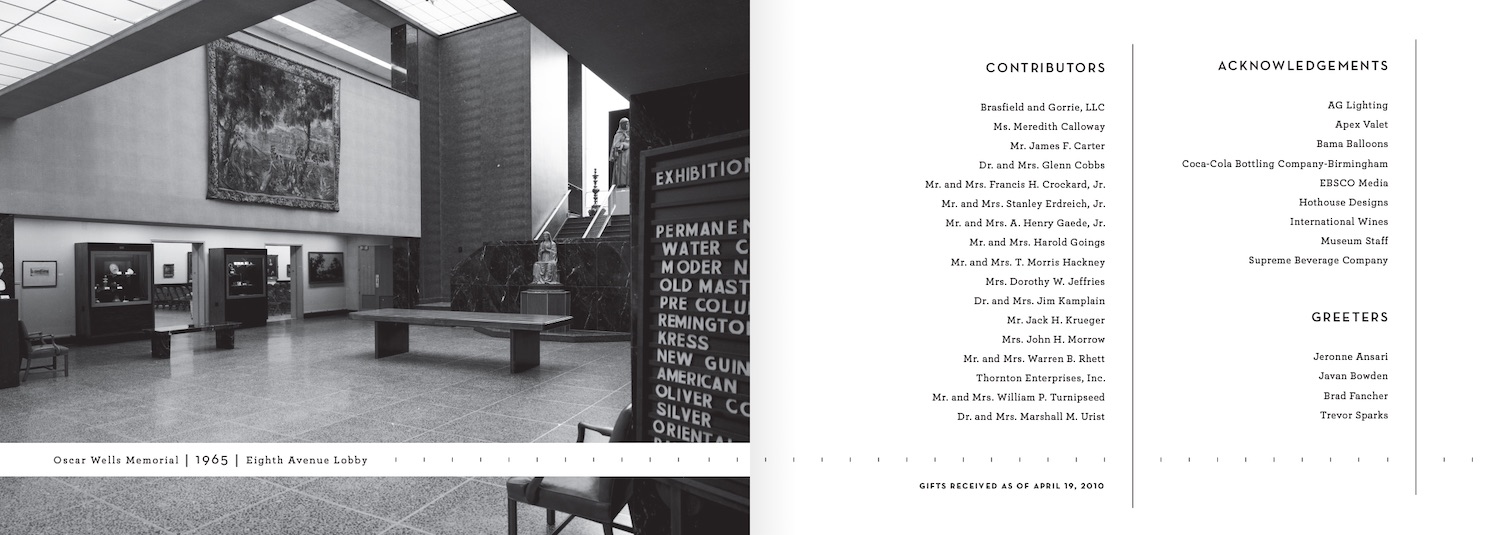 EXHIBITION
PERMANEN
WATER C
MODERN
OLD MAST
PRE COLU
REMINGTO
KRESS
NEW GUIN
AMERICAN
OLIVER CO
SILVER
ORIENTAL
Oscar Wells Memorial | 1965 | Eighth Avenue Lobby
CONTRIBUTORS
Brasfield and Gorrie, LLC
Ms. Meredith Calloway
Mr. James F. Carter
Dr. and Mrs. Glenn Cobbs
Mr. and Mrs. Francis H. Crockard, Jr.
Mr. and Mrs. Stanley Erdreich, Jr.
Mr. and Mrs. A. Henry Gaede, Jr.
Mr. and Mrs. Harold Goings
Mr. and Mrs. T. Morris Hackney
Mrs. Dorothy W. Jeffries
Dr. and Mrs. Jim Kamplain
Mr. Jack H. Krueger
Mrs. John H. Morrow
Mr. and Mrs. Warren B. Rhett
Thornton Enterprises, Inc.
Mr. and Mrs. William P. Turnipseed
Dr. and Mrs. Marshall M. Urist
GIFTS RECEIVED AS OF APRIL 19, 2010
ACKNOWLEDGEMENTS
AG Lighting
Apex Valet
Bama Balloons
Coca-Cola Bottling Company-Birmingham
EBSCO Media
Hothouse Designs
International Wines
Museum Staff
Supreme Beverage Company
GREETERS
Jeronne Ansari
Javan Bowden
Brad Fancher
Trevor Sparks